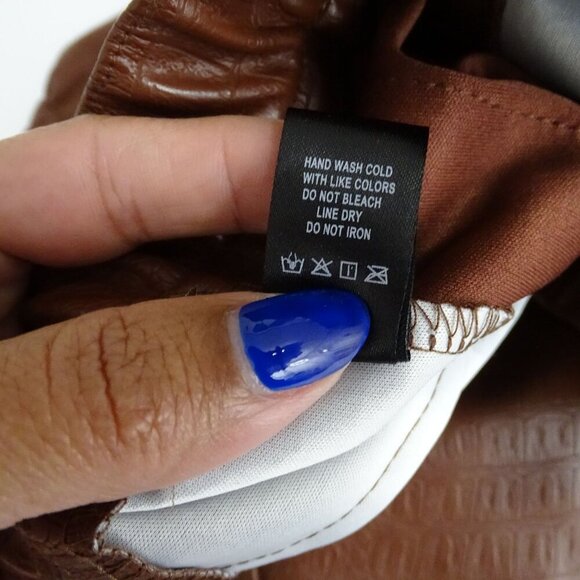 HAND WASH COLD
WITH LIKE COLORS
DO NOT BLEACH
LINE DRY
DO NOT IRON